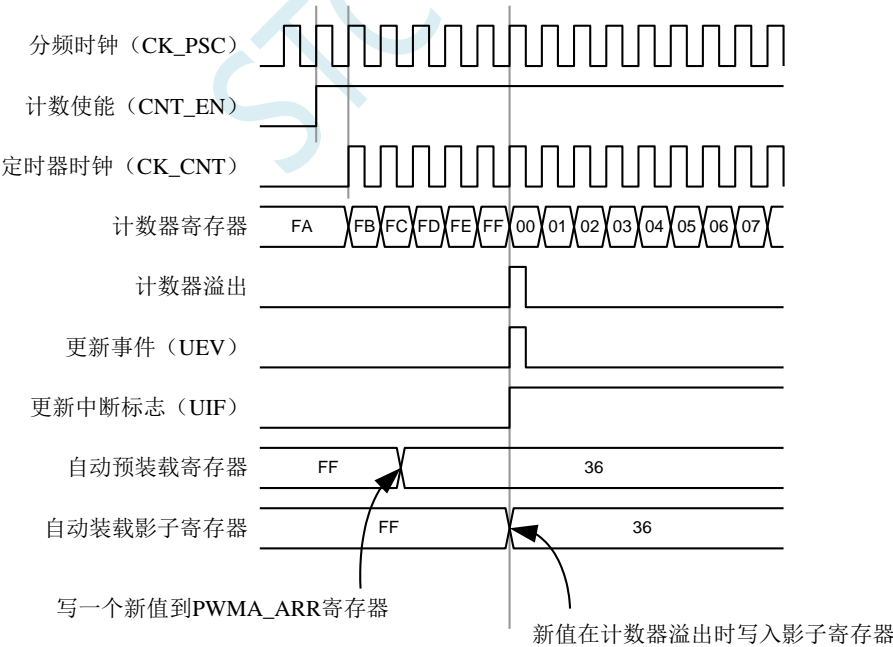 分频时钟（CK_PSC）
计数使能（CNT_EN）
定时器时钟（CK_CNT）
计数器寄存器 FA FB FC FD FE FF 00 01 02 03 04 05 06 07
计数器溢出
更新事件（UEV）
更新中断标志（UIF）
自动预装载寄存器 FF 36
自动装载影子寄存器 FF 36
写一个新值到PWMA_ARR寄存器
新值在计数器溢出时写入影子寄存器
STC